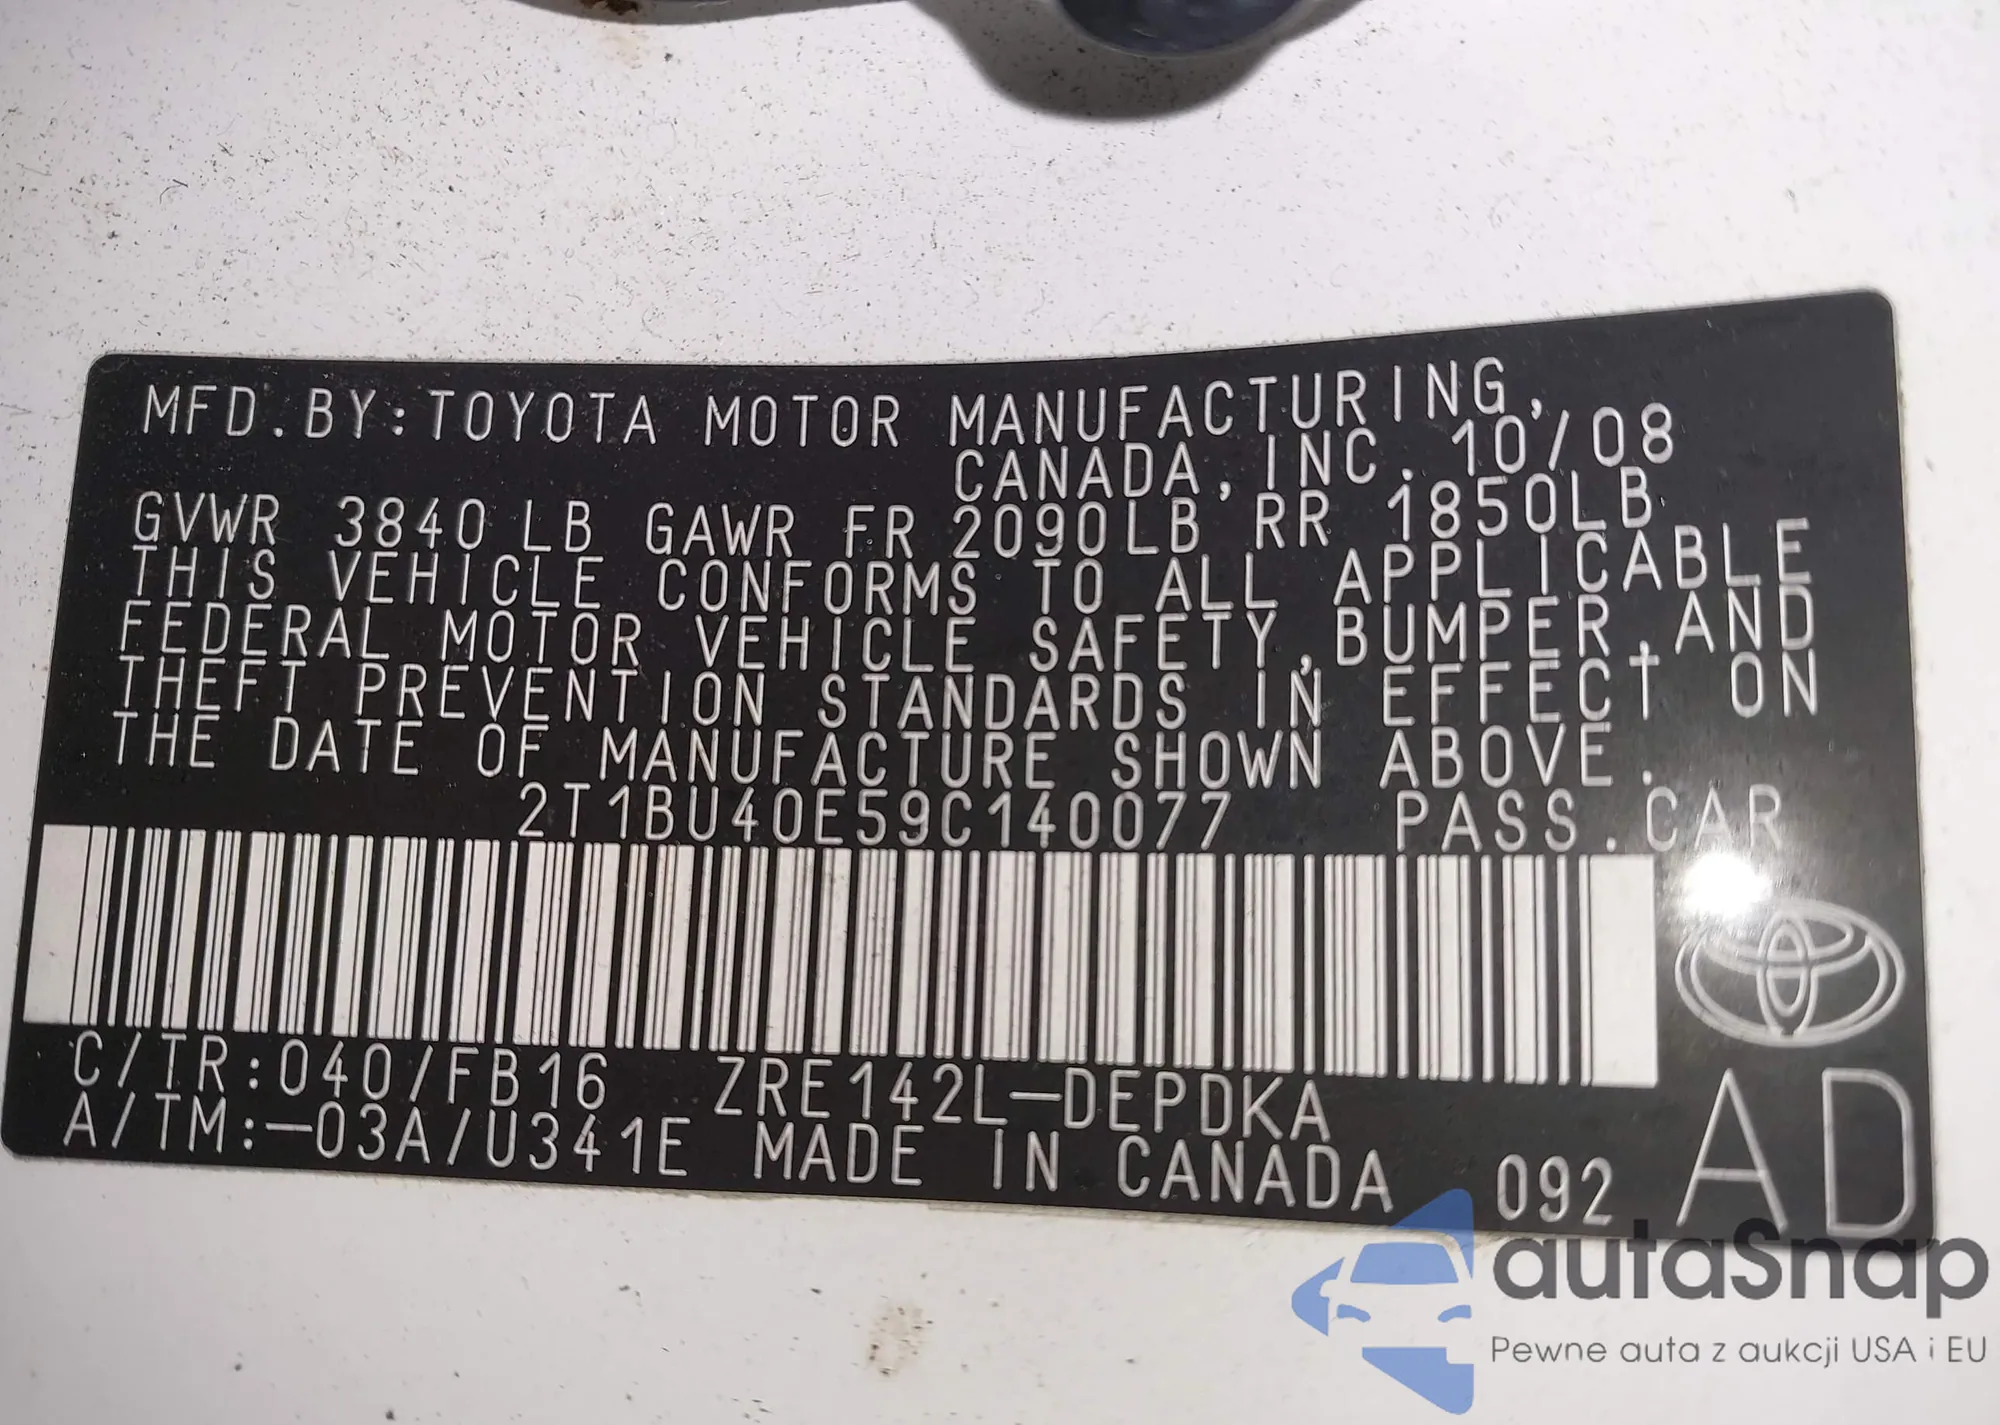 MFD. BY: TOYOTA MOTOR MANUFACTURING,
CANADA, INC. 10/08
GVWR 3840 LB GAWR FR 2090LB RR 1850LB
THIS VEHICLE CONFORMS TO ALL APPLICABLE
FEDERAL MOTOR VEHICLE SAFETY, BUMPER, AND
THEFT PREVENTION STANDARDS IN EFFECT ON
THE DATE OF MANUFACTURE SHOWN ABOVE.
2T1BU40E59C140077 PASS. CAR
C/TR:040/FB16 ZRE142L-DEPDKA
A/TM:-03A/U341E MADE IN CANADA 092 AD
autaSnap
Pewne auta z aukcji USA i EU